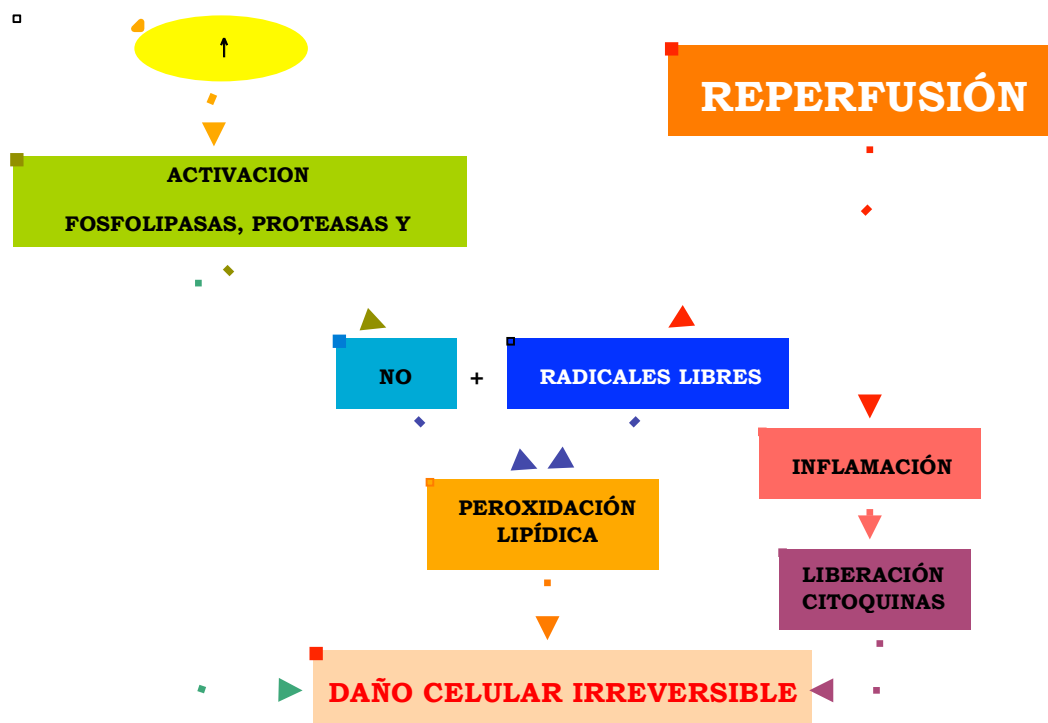 ↑
REPERFUSIÓN
ACTIVACION
FOSFOLIPASAS, PROTEASAS Y
NO + RADICALES LIBRES
INFLAMACIÓN
PEROXIDACIÓN
LIPÍDICA
LIBERACIÓN
CITOQUINAS
DAÑO CELULAR IRREVERSIBLE